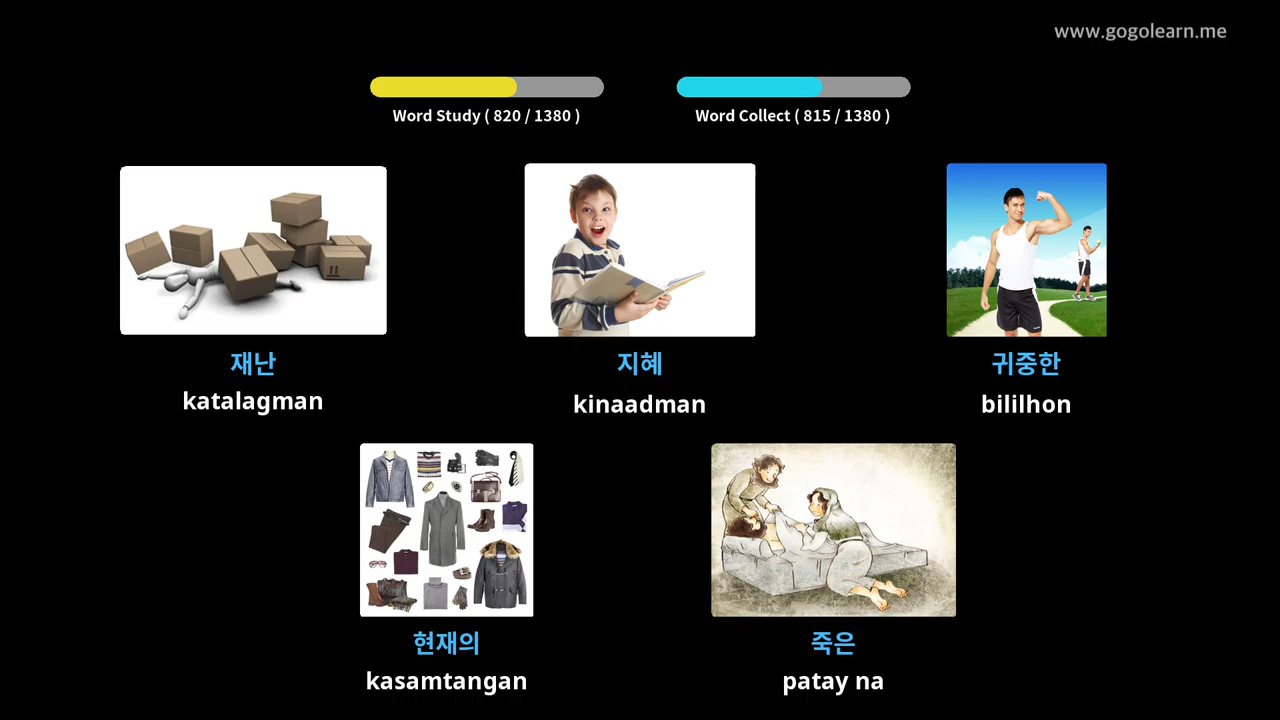 www.gogolearn.me
Word Study ( 820 / 1380 )
Word Collect ( 815 / 1380 )
재난
katalagman
지혜
kinaadman
귀중한
bililhon
현재의
kasamtangan
죽은
patay na